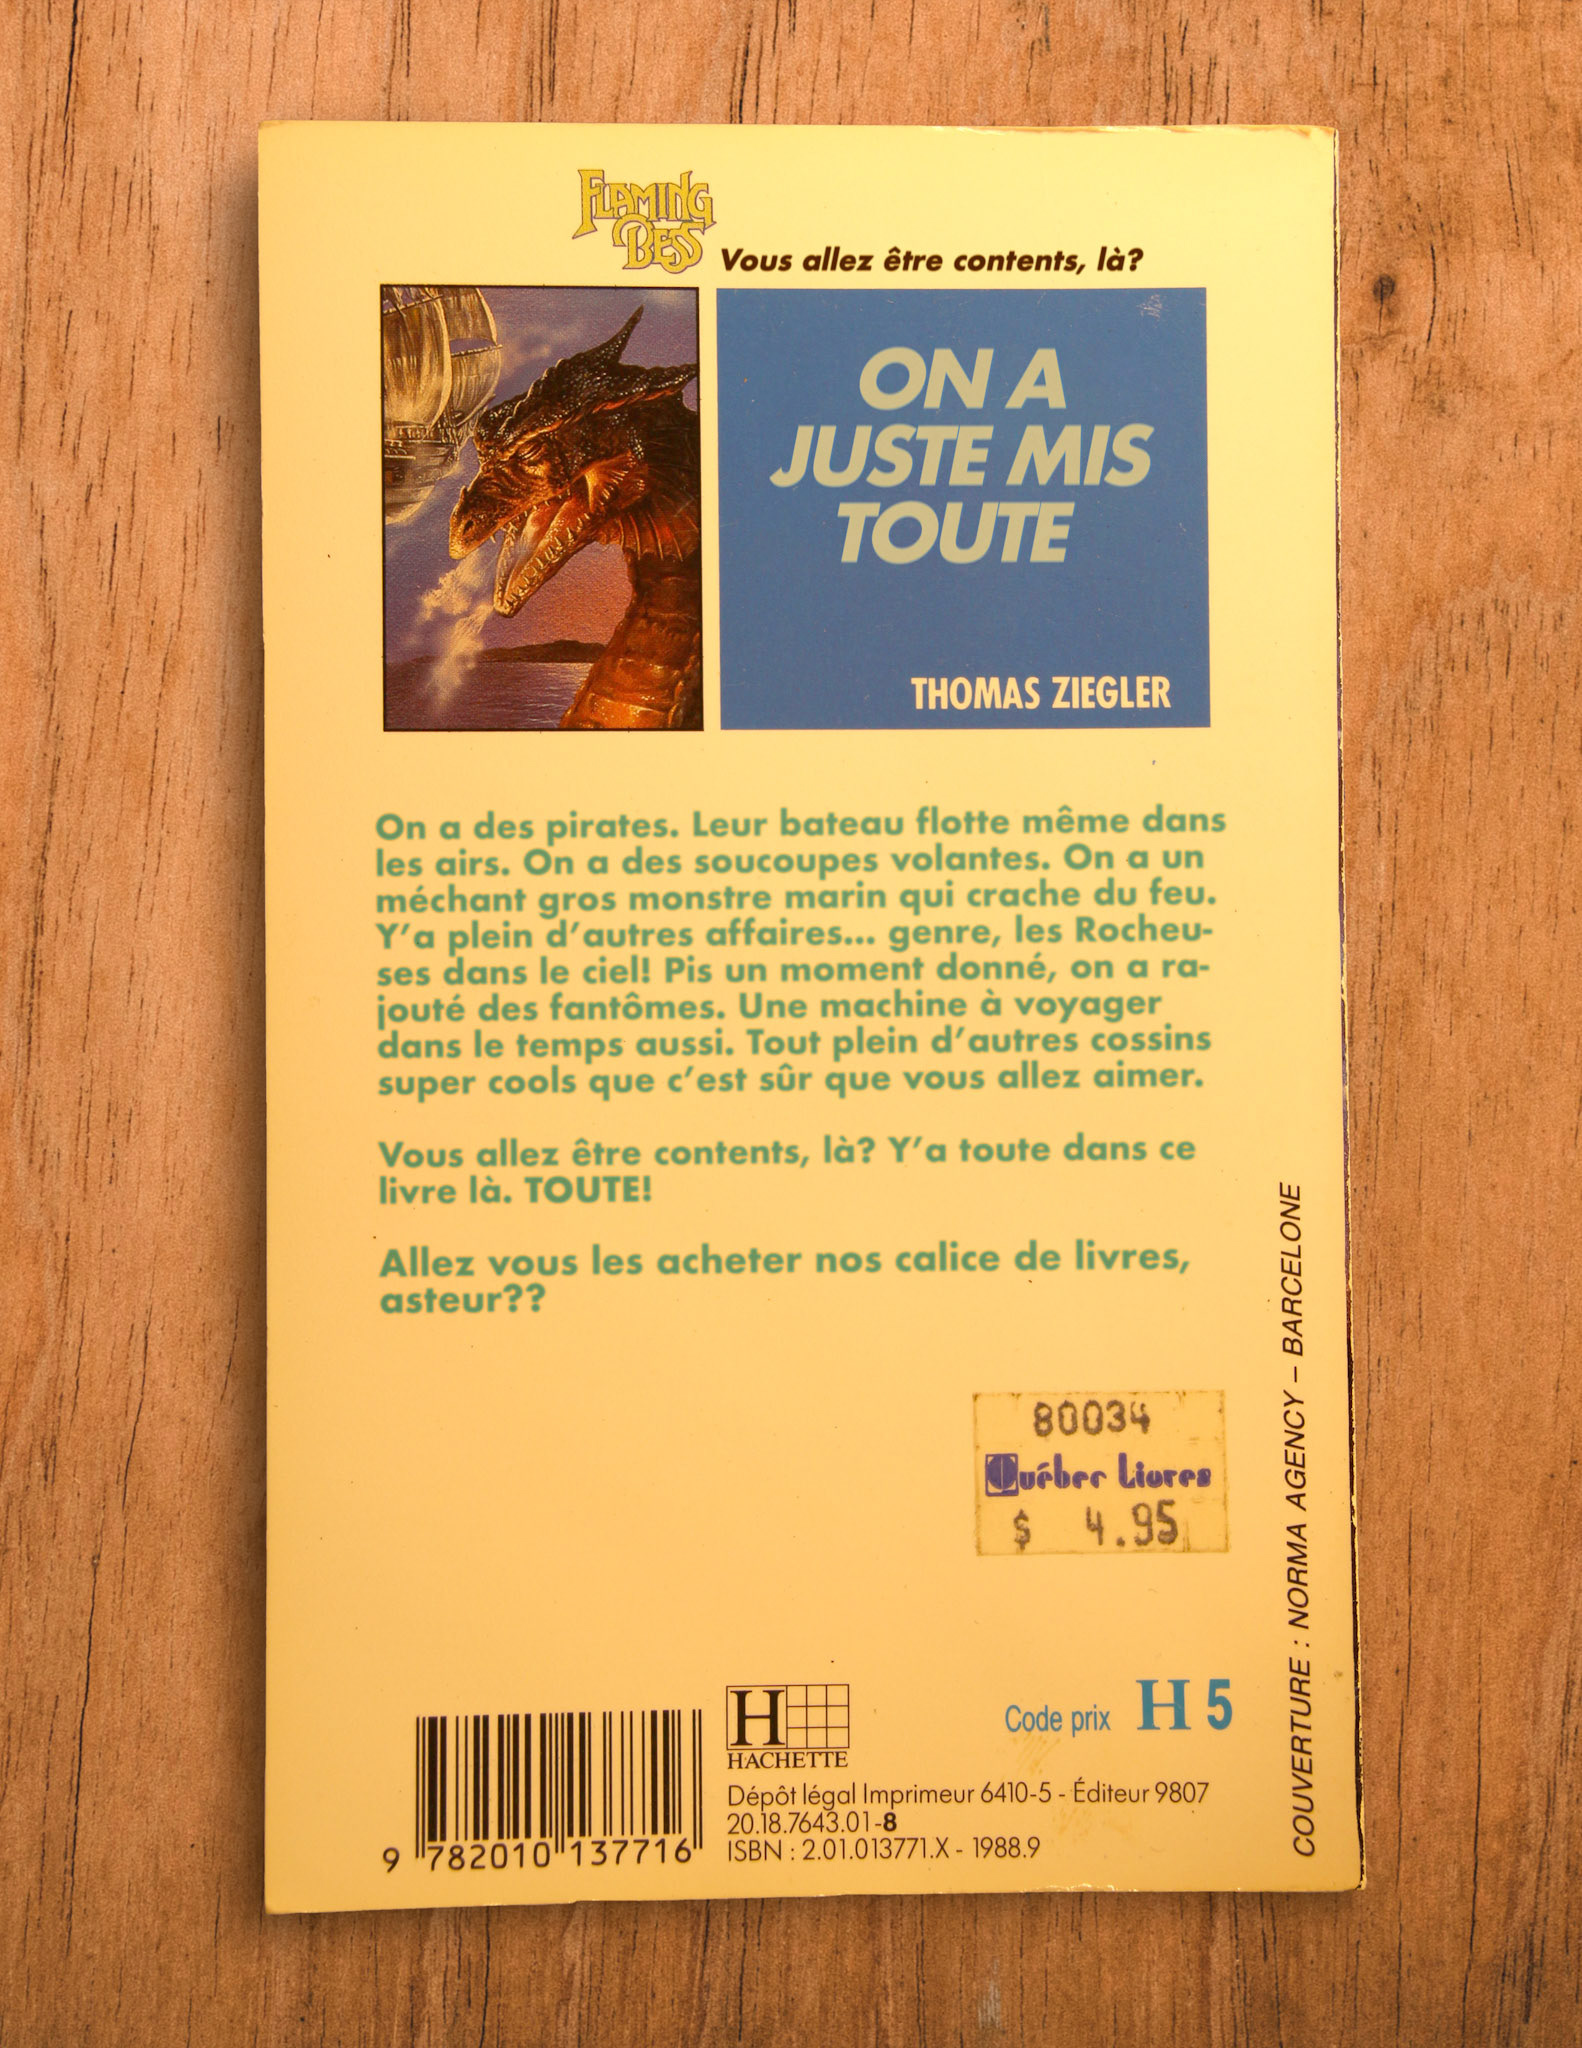 FLAMING
BESS
Vous allez être contents, là?
ON A
JUSTE MIS
TOUTE
THOMAS ZIEGLER
On a des pirates. Leur bateau flotte même dans
les airs. On a des soucoupes volantes. On a un
méchant gros monstre marin qui crache du feu.
Y'a plein d'autres affaires... genre, les Rocheu-
ses dans le ciel! Pis un moment donné, on a ra-
jouté des fantômes. Une machine à voyager
dans le temps aussi. Tout plein d'autres cossins
super cools que c'est sûr que vous allez aimer.
Vous allez être contents, là? Y'a toute dans ce
livre là. TOUTE!
Allez vous les acheter nos calice de livres,
asteur??
80034
Québec Livres
$ 4.95
COUVERTURE : NORMA AGENCY – BARCELONE
H
HACHETTE
Code prix H 5
Dépôt légal Imprimeur 6410-5 - Éditeur 9807
20.18.7643.01-8
ISBN : 2.01.013771.X - 1988.9
9 782010 137716